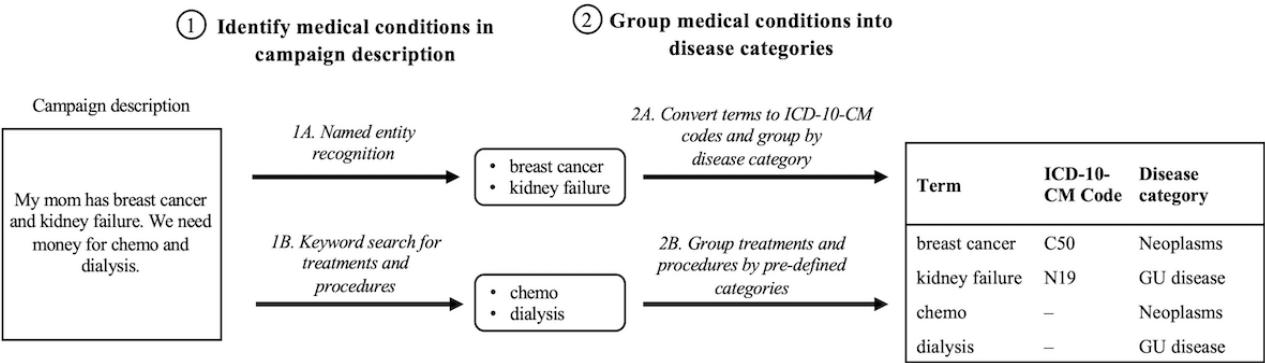 ① Identify medical conditions in
campaign description
② Group medical conditions into
disease categories
Campaign description
My mom has breast cancer
and kidney failure. We need
money for chemo and
dialysis.
1A. Named entity
recognition
• breast cancer
• kidney failure
2A. Convert terms to ICD-10-CM
codes and group by
disease category
1B. Keyword search for
treatments and
procedures
• chemo
• dialysis
2B. Group treatments and
procedures by pre-defined
categories
Term ICD-10-CM Code Disease category
breast cancer C50 Neoplasms
kidney failure N19 GU disease
chemo – Neoplasms
dialysis – GU disease